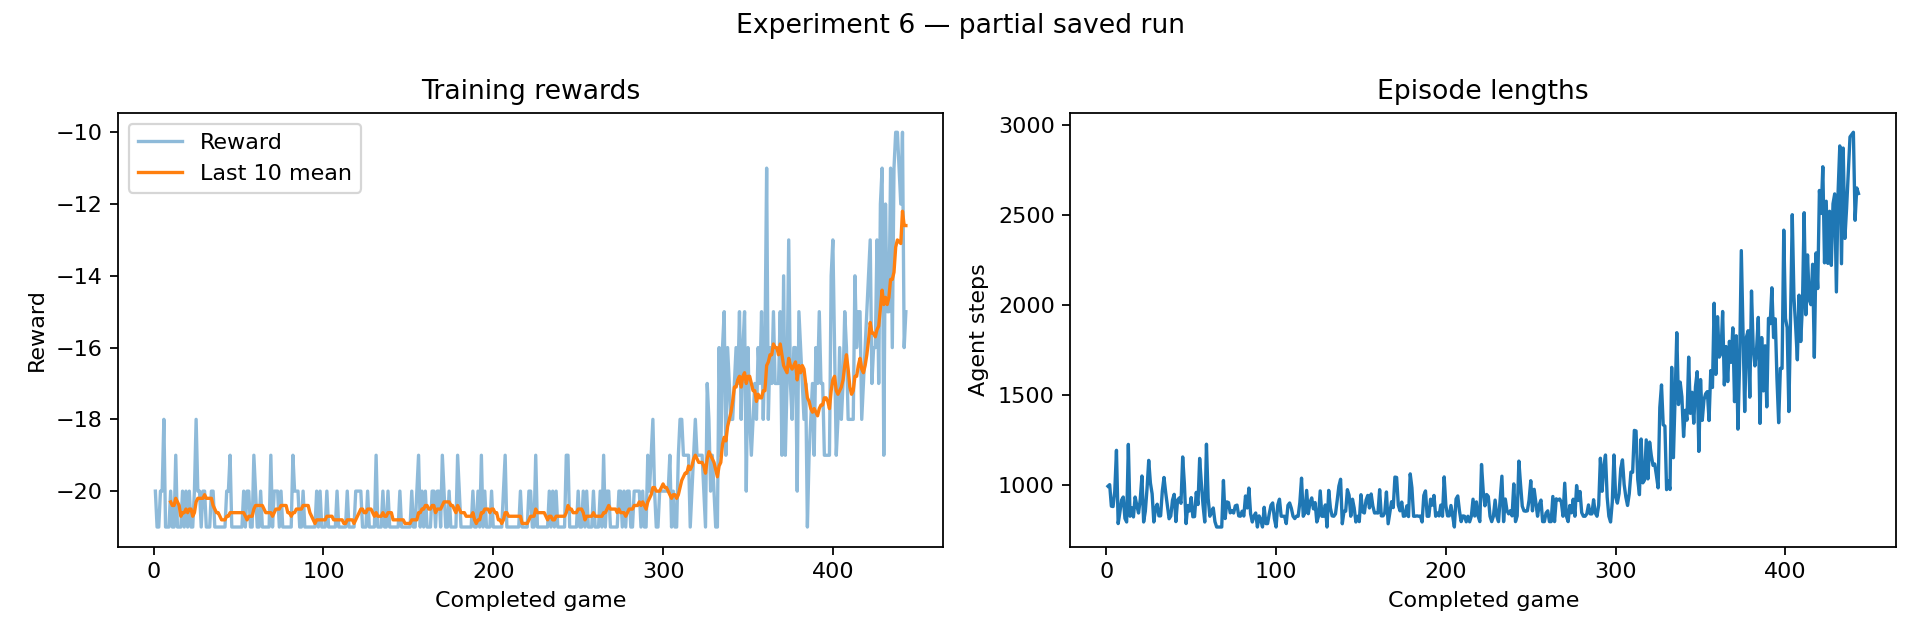 Experiment 6 — partial saved run
Training rewards
Reward
Last 10 mean
−10
−12
−14
−16
−18
−20
Reward
0
100
200
300
400
Completed game
Episode lengths
3000
2500
2000
1500
1000
Agent steps
0
100
200
300
400
Completed game